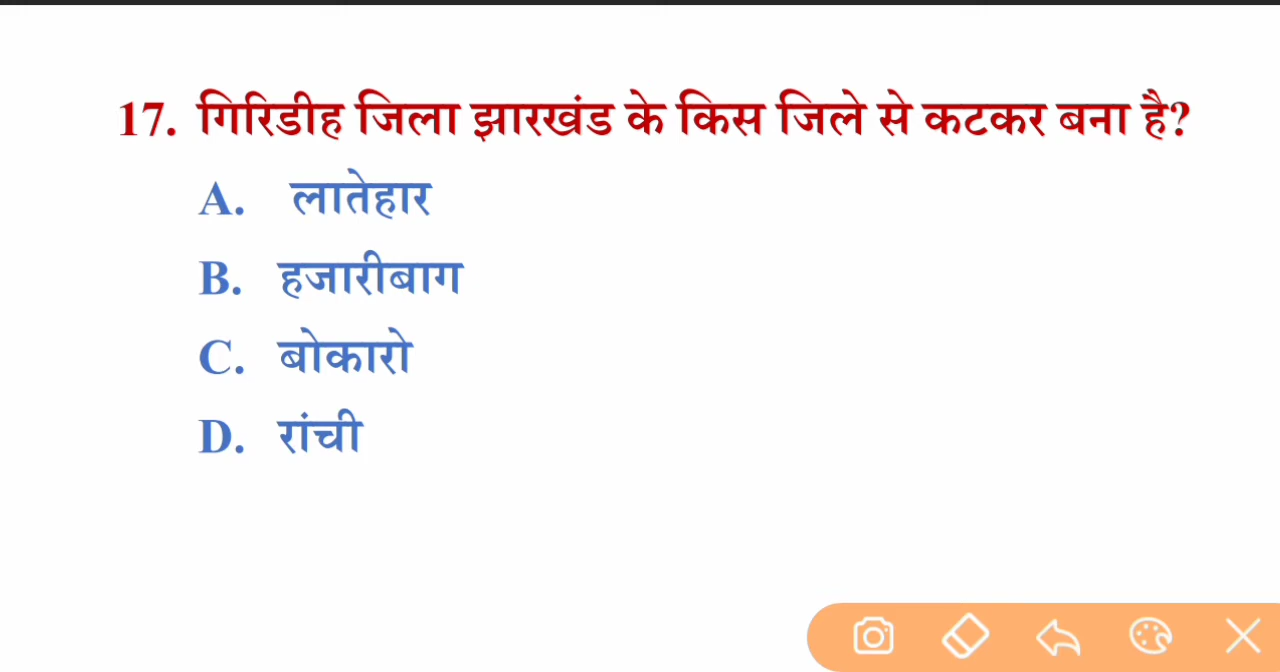 17. गिरिडीह जिला झारखंड के किस जिले से कटकर बना है?
A. लातेहार
B. हजारीबाग
C. बोकारो
D. रांची